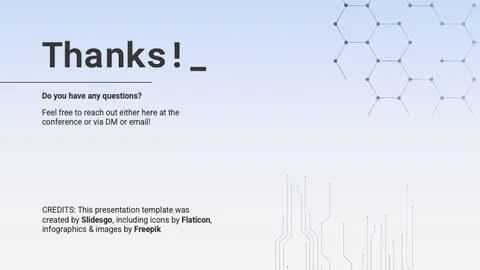 Thanks!_
Do you have any questions?
Feel free to reach out either here at the
conference or via DM or email!
CREDITS: This presentation template was
created by Slidesgo, including icons by Flaticon,
infographics & images by Freepik